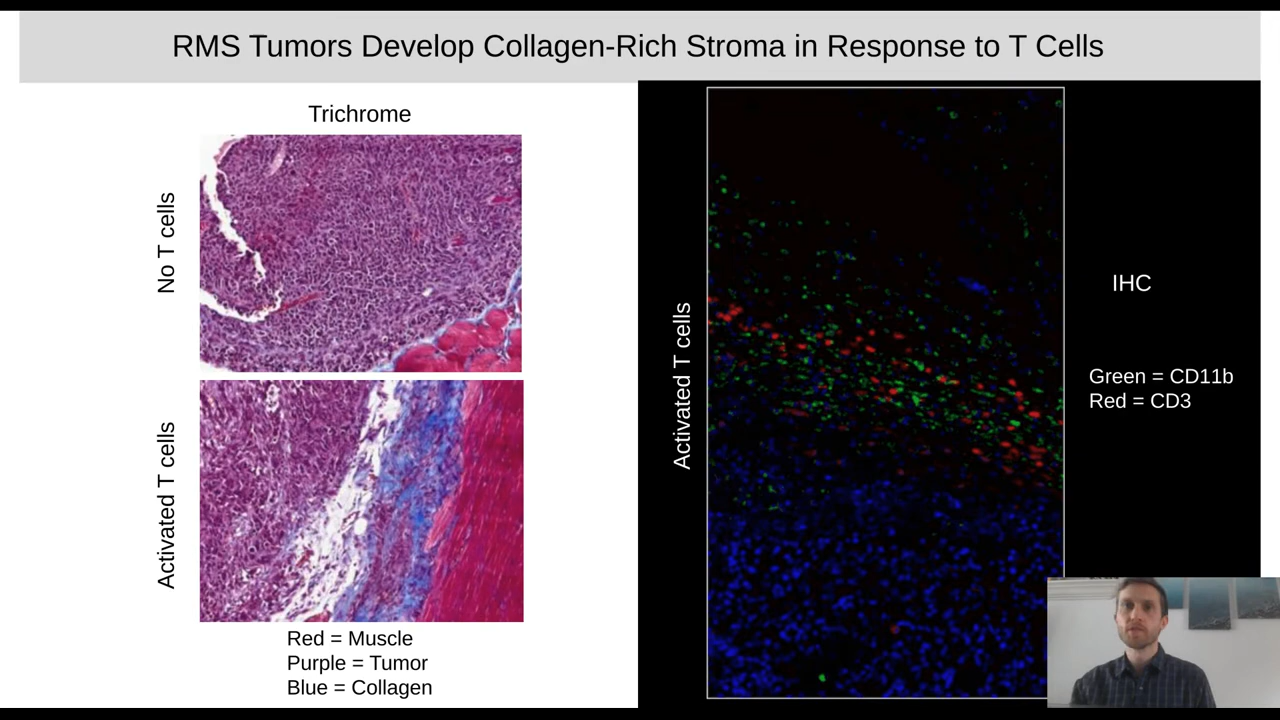 RMS Tumors Develop Collagen-Rich Stroma in Response to T Cells
Trichrome
No T cells
Activated T cells
Red = Muscle
Purple = Tumor
Blue = Collagen
Activated T cells
IHC
Green = CD11b
Red = CD3